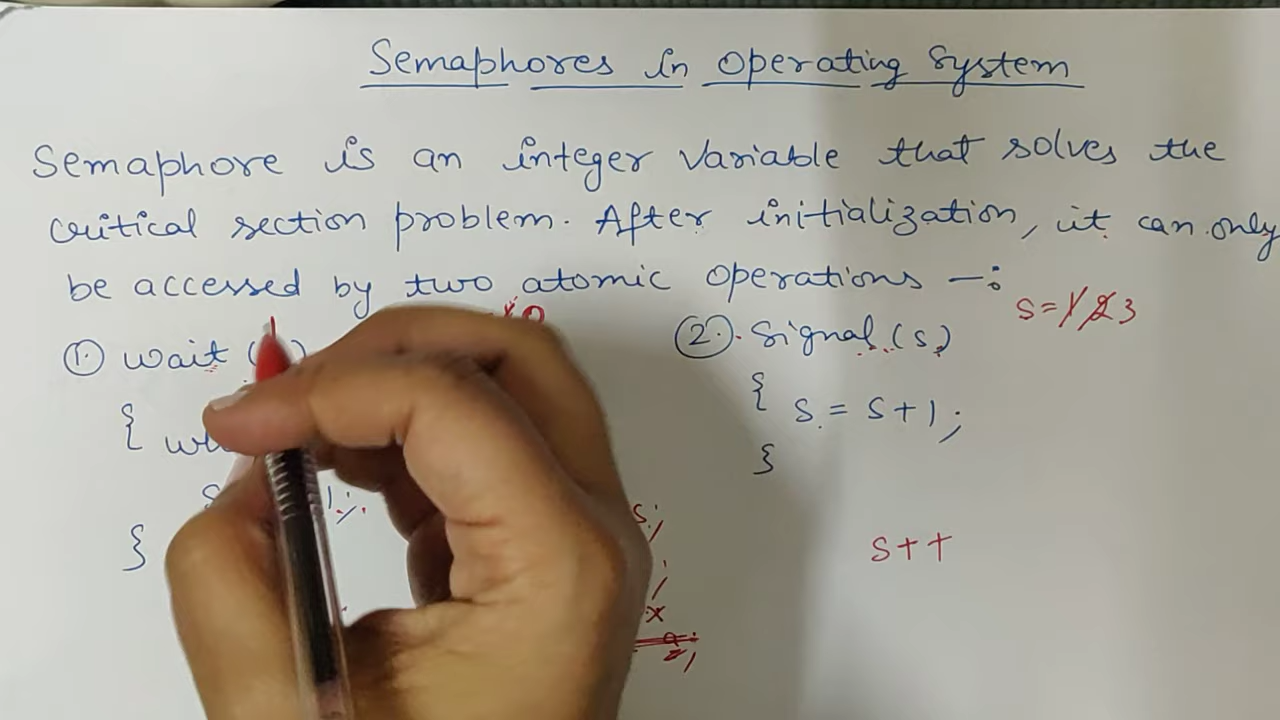 Semaphores in Operating System
Semaphore is an integer variable that solves the
critical section problem. After initialization, it can only
be accessed by two atomic operations –:
① wait (
{
}
② Signal (s)
{ s = s+1;
}
s=1 2 3
s++